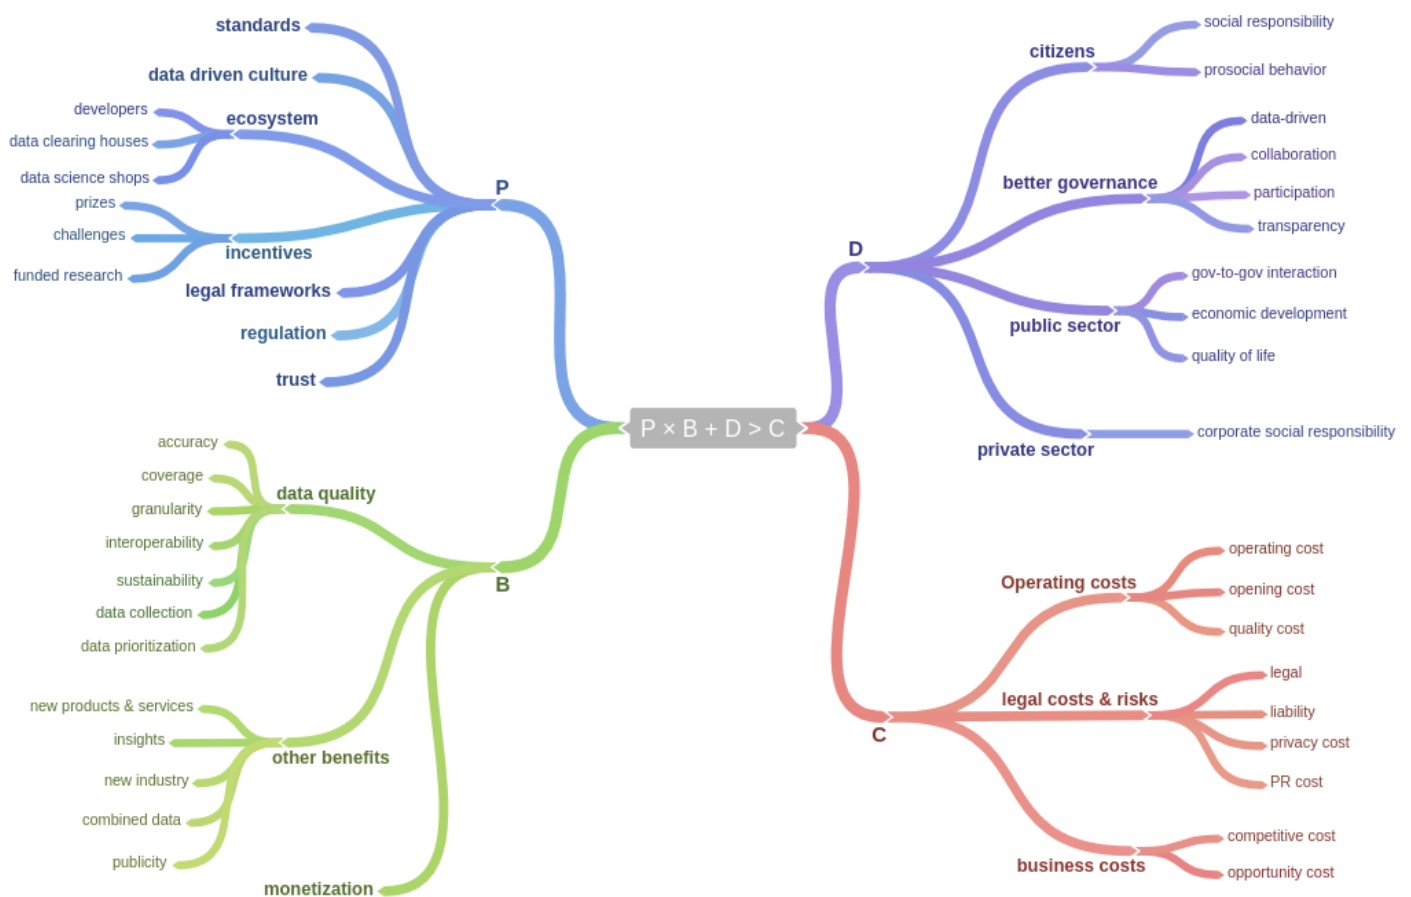 P × B + D > C
P
standards
data driven culture
ecosystem
developers
data clearing houses
data science shops
incentives
prizes
challenges
funded research
legal frameworks
regulation
trust
B
data quality
accuracy
coverage
granularity
interoperability
sustainability
data collection
data prioritization
other benefits
new products & services
insights
new industry
combined data
publicity
monetization
D
citizens
social responsibility
prosocial behavior
better governance
data-driven
collaboration
participation
transparency
public sector
gov-to-gov interaction
economic development
quality of life
private sector
corporate social responsibility
C
Operating costs
operating cost
opening cost
quality cost
legal costs & risks
legal
liability
privacy cost
PR cost
business costs
competitive cost
opportunity cost